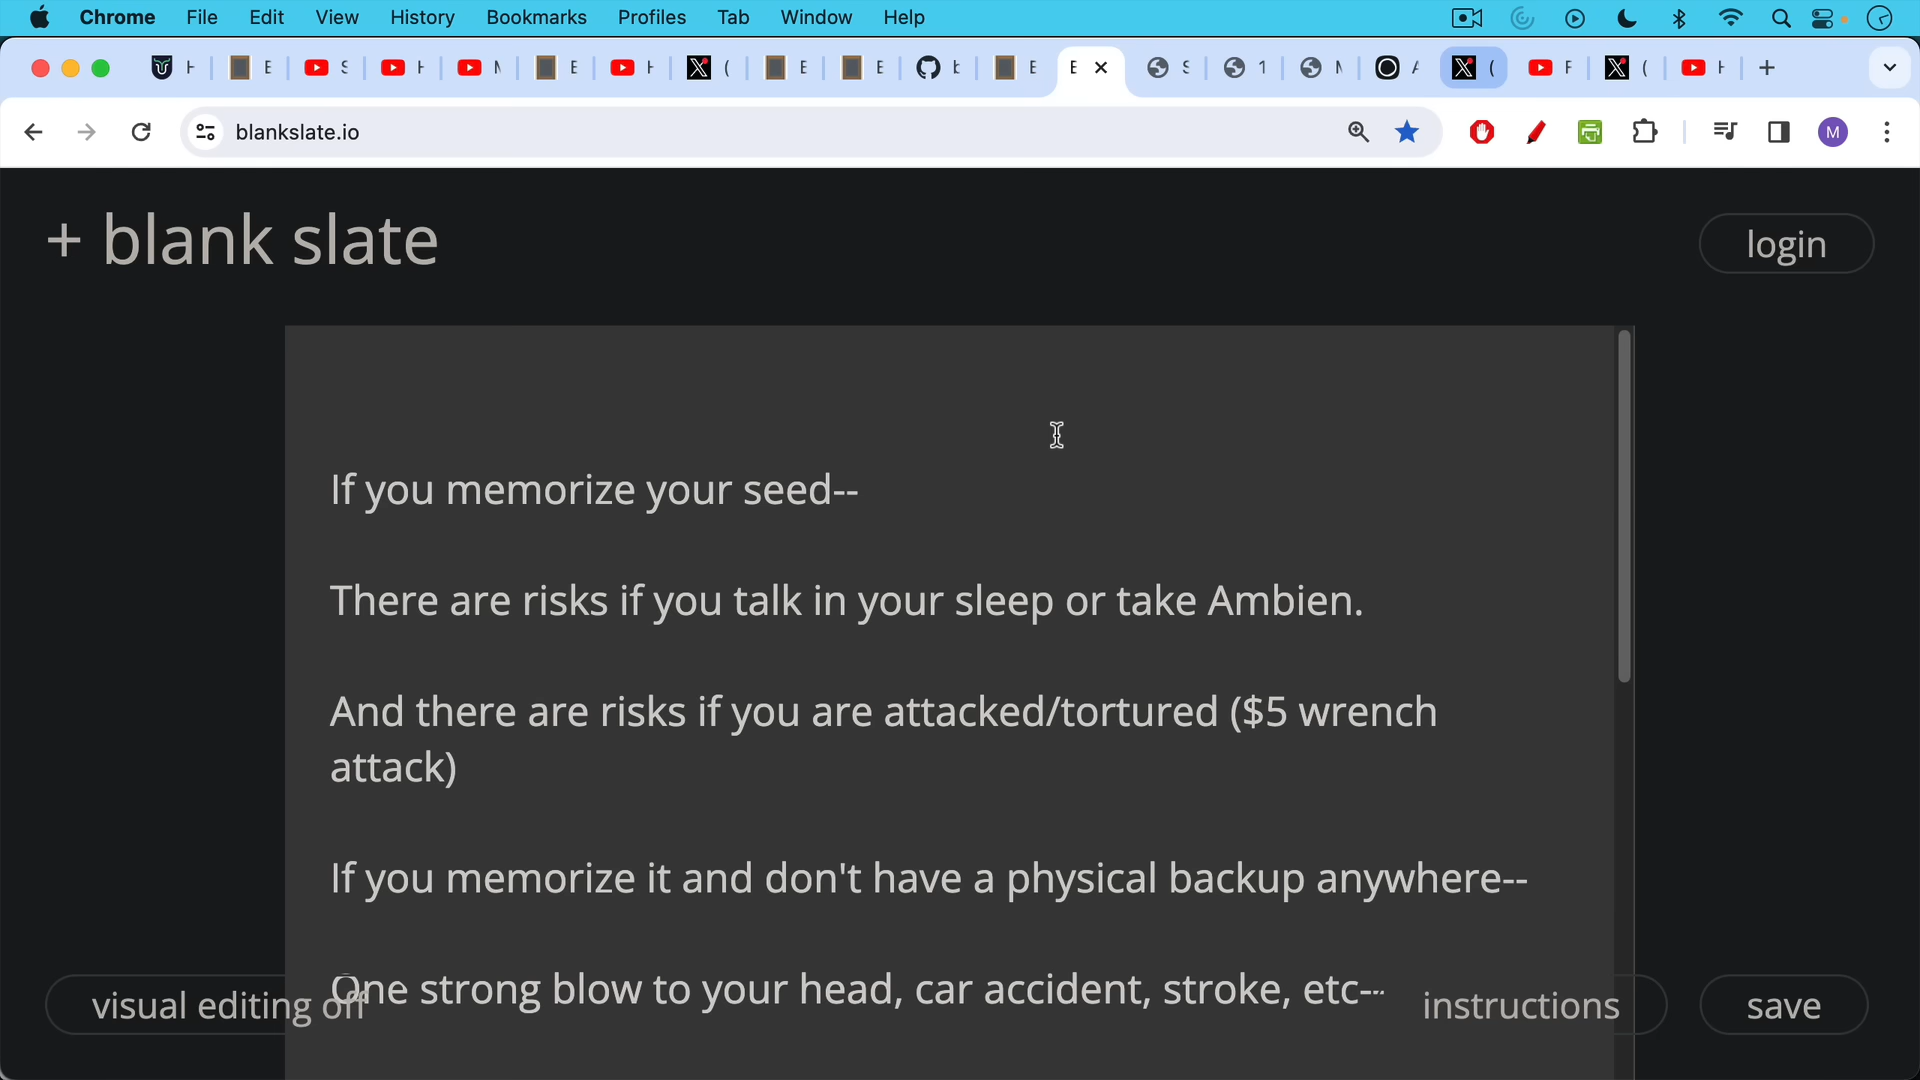 Chrome File Edit View History Bookmarks Profiles Tab Window Help
blankslate.io
M
+ blank slate
login
If you memorize your seed--
There are risks if you talk in your sleep or take Ambien.
And there are risks if you are attacked/tortured ($5 wrench
attack)
If you memorize it and don't have a physical backup anywhere--
One strong blow to your head, car accident, stroke, etc--
visual editing off
instructions
save